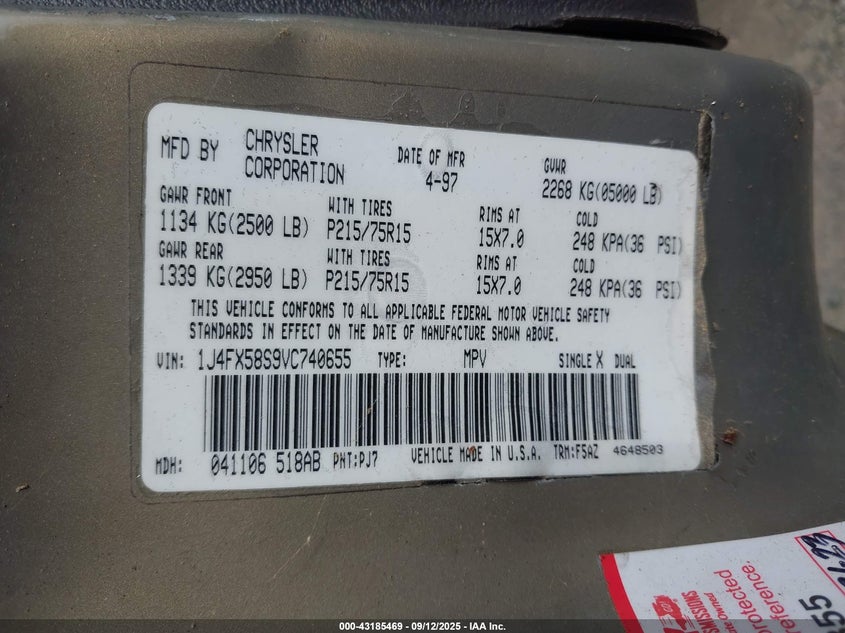 MFD BY CHRYSLER CORPORATION DATE OF MFR 4-97 GVWR 2268 KG(05000 LB)
GAWR FRONT WITH TIRES RIMS AT COLD
1134 KG(2500 LB) P215/75R15 15X7.0 248 KPA(36 PSI)
GAWR REAR WITH TIRES RIMS AT COLD
1339 KG(2950 LB) P215/75R15 15X7.0 248 KPA(36 PSI)
THIS VEHICLE CONFORMS TO ALL APPLICABLE FEDERAL MOTOR VEHICLE SAFETY
STANDARDS IN EFFECT ON THE DATE OF MANUFACTURE SHOWN ABOVE.
VIN: 1J4FX58S9VC740655 TYPE: MPV SINGLE X DUAL
MDH: 041106 518AB PNT:PJ7 VEHICLE MADE IN U.S.A. TRM:F5AZ 4648503
protected
reference.
000-43185469 - 09/12/2025 - IAA Inc.